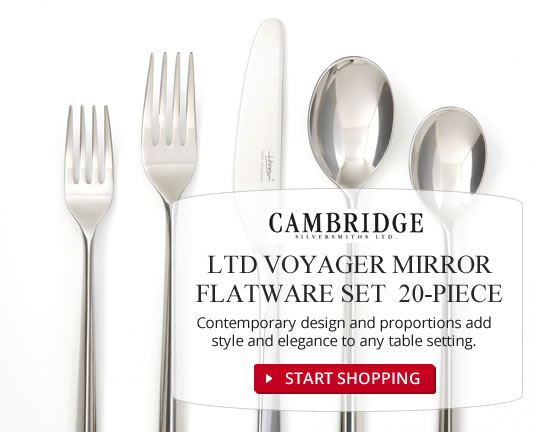 CAMBRIDGE
SILVERSMITHS LTD.
LTD VOYAGER MIRROR
FLATWARE SET 20-PIECE
Contemporary design and proportions add
style and elegance to any table setting.
START SHOPPING